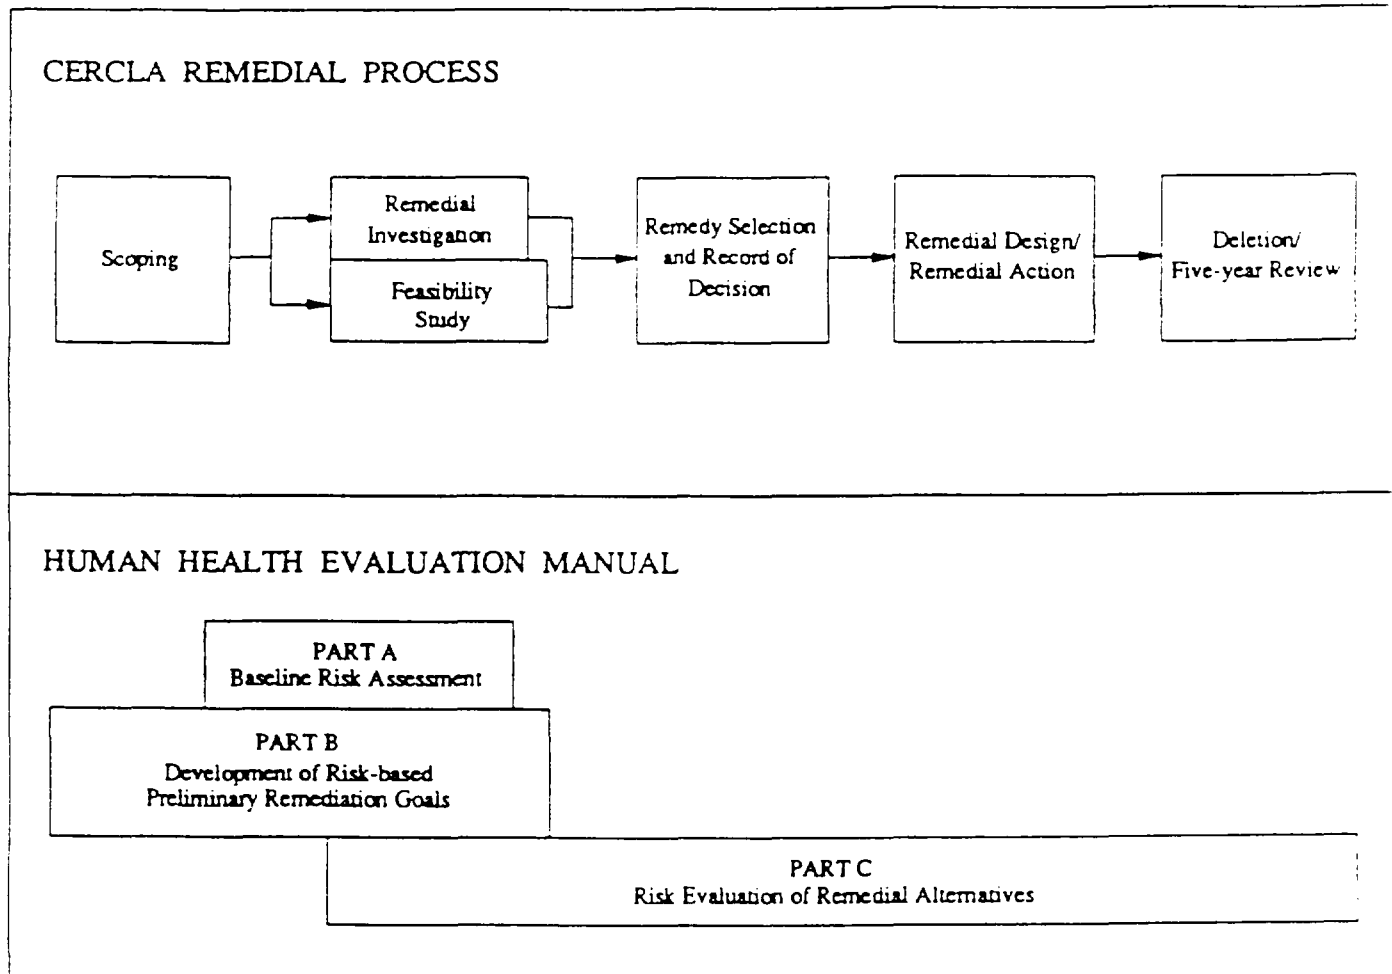 CERCLA REMEDIAL PROCESS
Scoping
Remedial
Investigation
Feasibility
Study
Remedy Selection
and Record of
Decision
Remedial Design/
Remedial Action
Deletion/
Five-year Review
HUMAN HEALTH EVALUATION MANUAL
PART A
Baseline Risk Assessment
PART B
Development of Risk-based
Preliminary Remediation Goals
PART C
Risk Evaluation of Remedial Alternatives